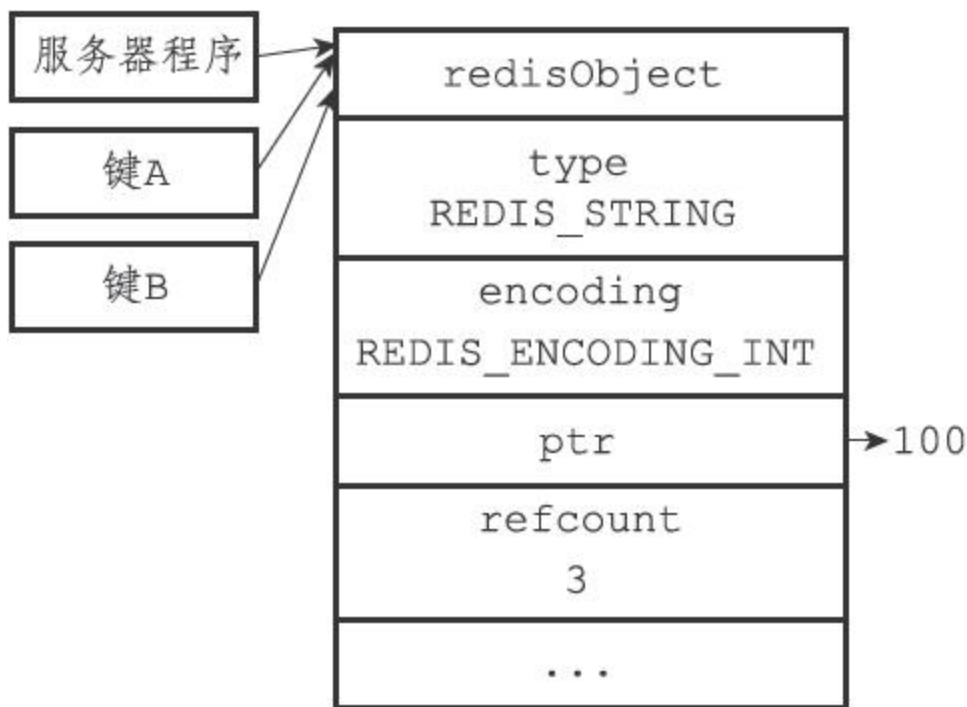 服务器程序
键A
键B
redisObject
type
REDIS_STRING
encoding
REDIS_ENCODING_INT
ptr
100
refcount
3
...